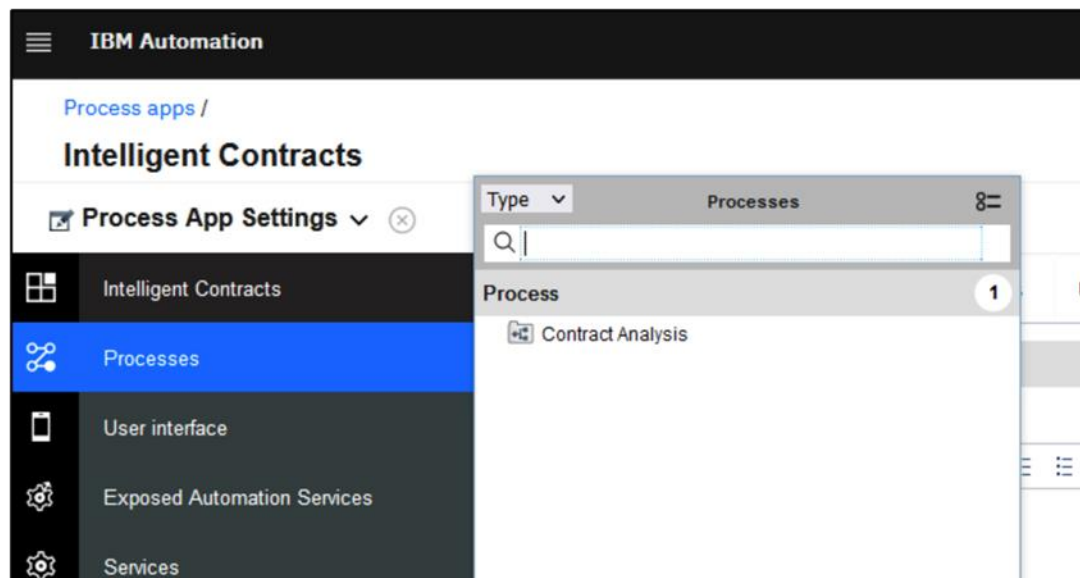 IBM Automation
Process apps /
Intelligent Contracts
Process App Settings
Intelligent Contracts
Processes
User interface
Exposed Automation Services
Services
Type
Processes
Process
1
Contract Analysis